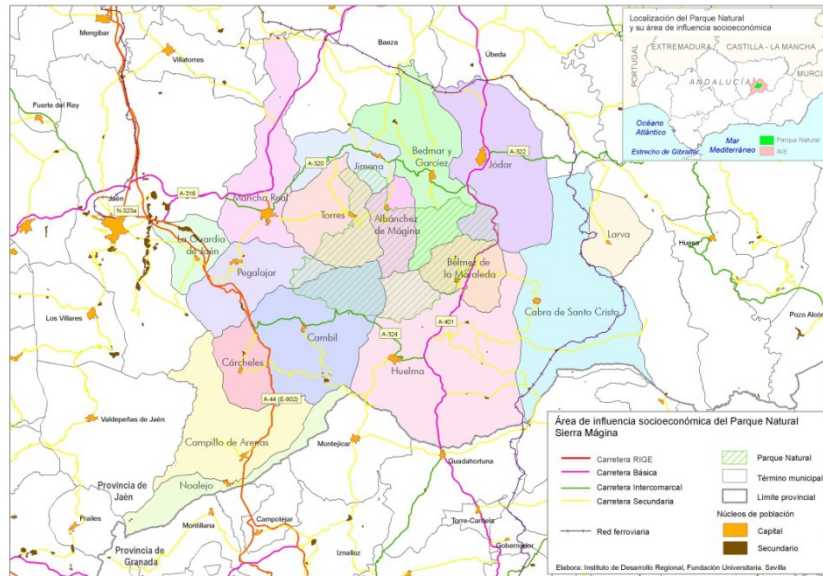 Mengíbar
Villatorres
Baeza
Úbeda
Fuerte del Rey
A-320
Jimena
Bedmar y
Garcíez
Jódar
A-322
A-316
Jaén
N-323a
Mancha Real
Torres
Albánchez
de Mágina
La Guardia
de Jaén
Pegalajar
Bélmez de
la Moraleda
Larva
Huesa
Los Villares
Cambil
A-324
A-401
Cabra de Santo Cristo
Pozo Alcón
Cárcheles
Huelma
A-44 (E-902)
Valdepeñas de Jaén
Campillo de Arenas
Montejícar
Guadahortuna
Noalejo
Provincia de
Jaén
Frailes
Montillana
Campotéjar
Iznalloz
Torre-Cardela
Gobernador
Provincia de
Granada
Localización del Parque Natural
y su área de influencia socioeconómica
PORTUGAL
EXTREMADURA
CASTILLA - LA MANCHA
MURCI
ANDALUCÍA
Océano
Atlántico
Mar
Mediterráneo
Estrecho de Gibraltar
Parque Natural
AIS
Área de influencia socioeconómica del Parque Natural
Sierra Mágina
Carretera RIGE
Carretera Básica
Carretera Intercomarcal
Carretera Secundaria
Red ferroviaria
Parque Natural
Término municipal
Límite provincial
Núcleos de población
Capital
Secundario
Elabora: Instituto de Desarrollo Regional, Fundación Universitaria, Sevilla